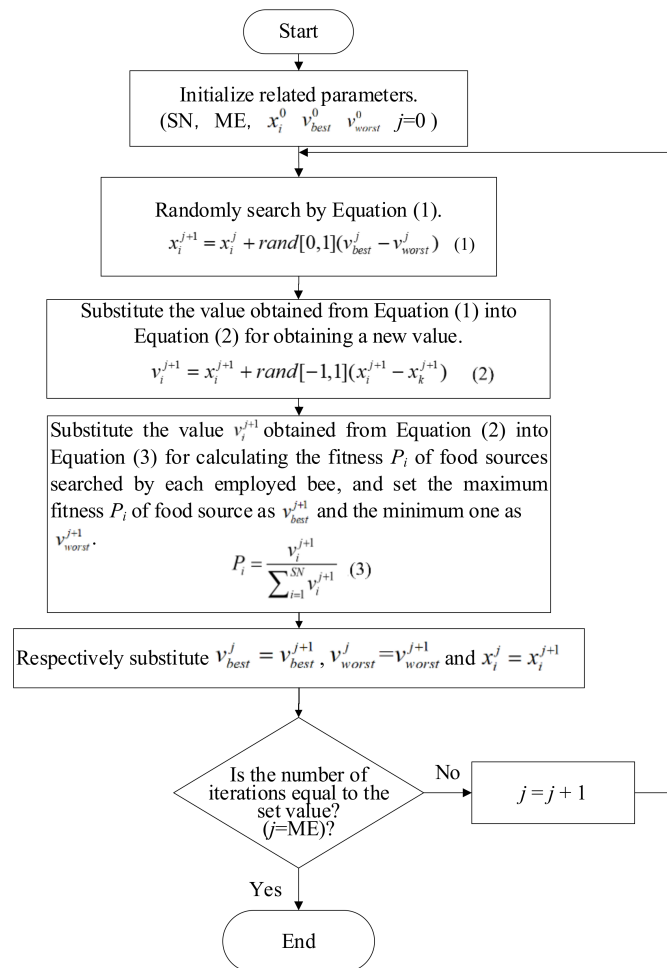 Start
Initialize related parameters.
(SN, ME, x_i^0 v_best^0 v_worst^0 j=0 )
Randomly search by Equation (1).
x_i^{j+1} = x_i^j + rand[0,1](v_best^j − v_worst^j) (1)
Substitute the value obtained from Equation (1) into
Equation (2) for obtaining a new value.
v_i^{j+1} = x_i^{j+1} + rand[-1,1](x_i^{j+1} − x_k^{j+1}) (2)
Substitute the value v_i^{j+1} obtained from Equation (2) into
Equation (3) for calculating the fitness P_i of food sources
searched by each employed bee, and set the maximum
fitness P_i of food source as v_best^{j+1} and the minimum one as
v_worst^{j+1}.
P_i = v_i^{j+1} / ∑_{i=1}^{SN} v_i^{j+1} (3)
Respectively substitute v_best^j = v_best^{j+1} , v_worst^j = v_worst^{j+1} and x_i^j = x_i^{j+1}
Is the number of
iterations equal to the
set value?
(j=ME)?
No
j = j + 1
Yes
End